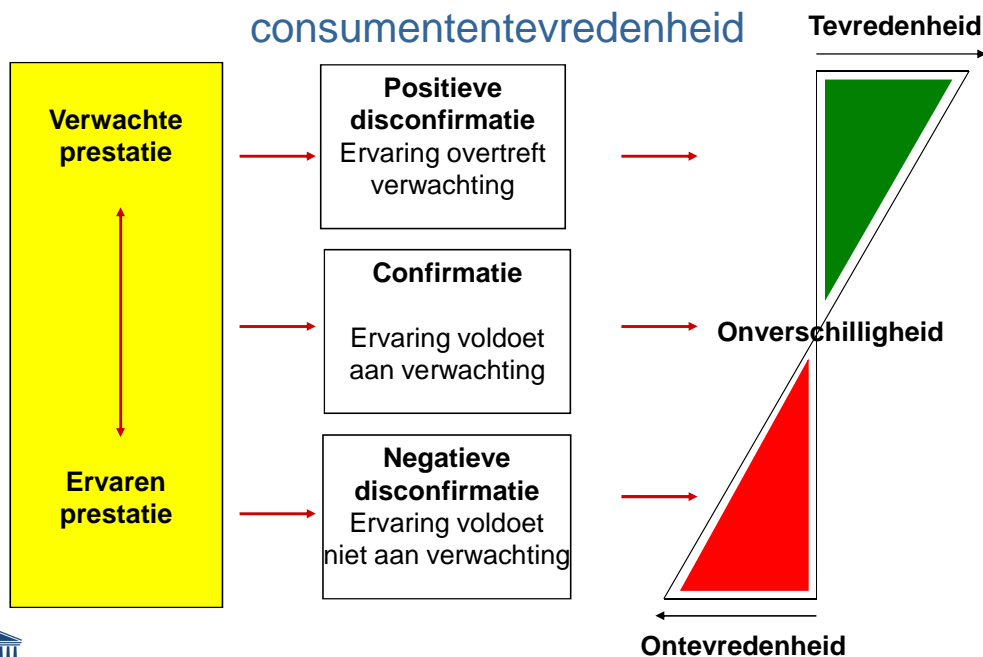 consumententevredenheid
Tevredenheid
Verwachte
prestatie
Positieve
disconfirmatie
Ervaring overtreft
verwachting
Confirmatie
Ervaring voldoet
aan verwachting
Onverschilligheid
Ervaren
prestatie
Negatieve
disconfirmatie
Ervaring voldoet
niet aan verwachting
Ontevredenheid